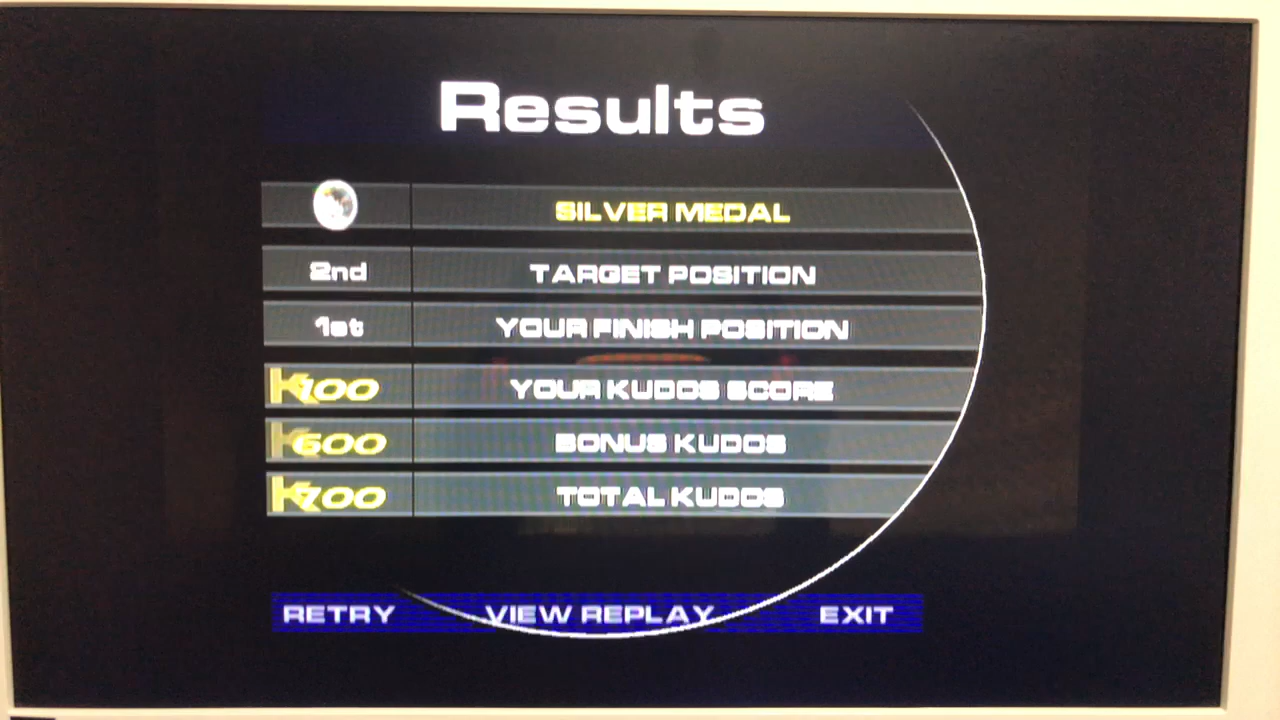 Results
SILVER MEDAL
2nd TARGET POSITION
1st YOUR FINISH POSITION
K100 YOUR KUDOS SCORE
K600 BONUS KUDOS
K700 TOTAL KUDOS
RETRY VIEW REPLAY EXIT